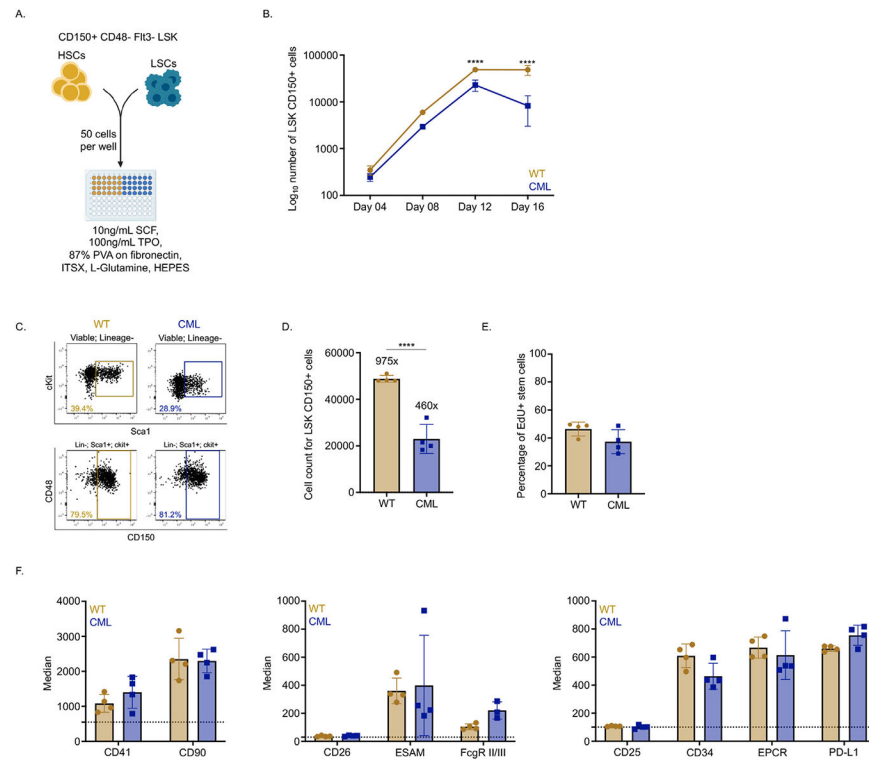 A.
CD150+ CD48- Flt3- LSK
HSCs
LSCs
50 cells
per well
10ng/mL SCF,
100ng/mL TPO,
87% PVA on fibronectin,
ITSX, L-Glutamine, HEPES
B.
Log10 number of LSK CD150+ cells
100000
10000
1000
100
**** ****
WT
CML
Day 04 Day 08 Day 12 Day 16
C.
WT CML
Viable; Lineage- Viable; Lineage-
cKit
39.4% 28.9%
Sca1
Lin-; Sca1+; ckit+ Lin-; Sca1+; ckit+
CD48
79.5% 81.2%
CD150
D.
Cell count for LSK CD150+ cells
60000
40000
20000
0
****
975x
460x
WT CML
E.
Percentage of EdU+ stem cells
100
80
60
40
20
0
WT CML
F.
Median
4000
3000
2000
1000
0
WT
CML
CD41 CD90
Median
1000
800
600
400
200
0
WT
CML
CD26 ESAM FcgR II/III
Median
1000
800
600
400
200
0
WT
CML
CD25 CD34 EPCR PD-L1